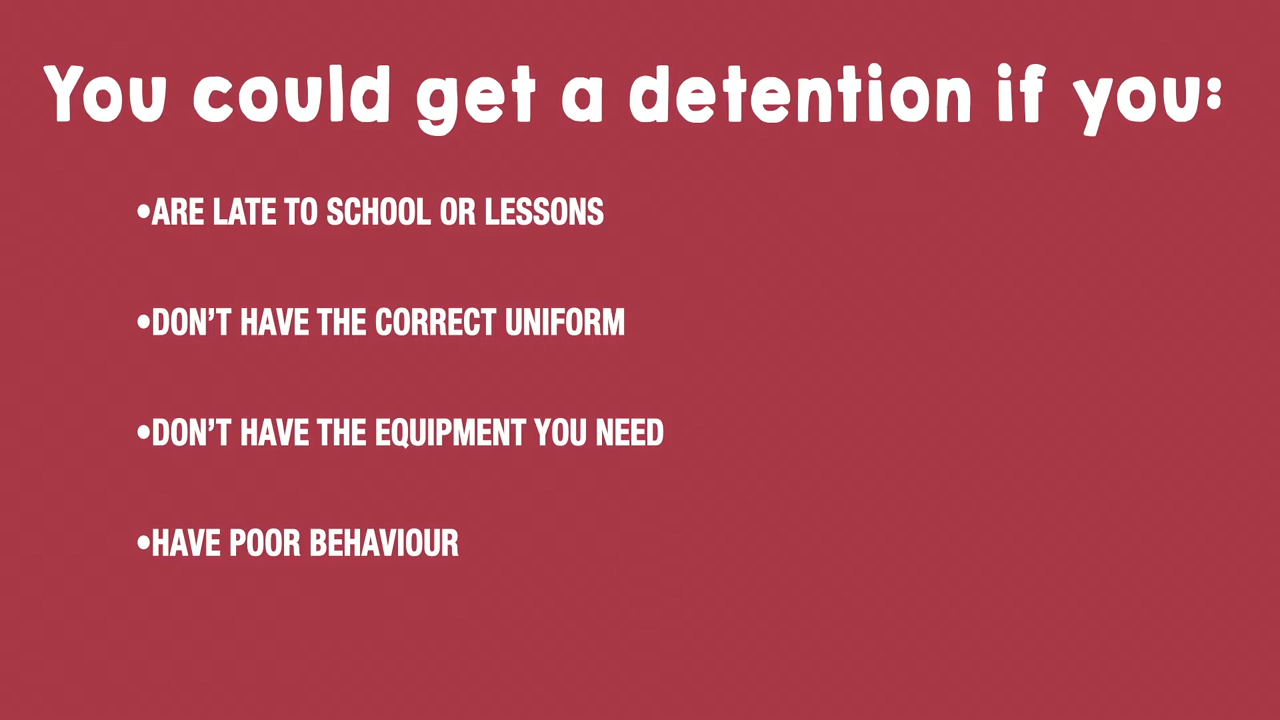 You could get a detention if you:
•ARE LATE TO SCHOOL OR LESSONS
•DON’T HAVE THE CORRECT UNIFORM
•DON’T HAVE THE EQUIPMENT YOU NEED
•HAVE POOR BEHAVIOUR